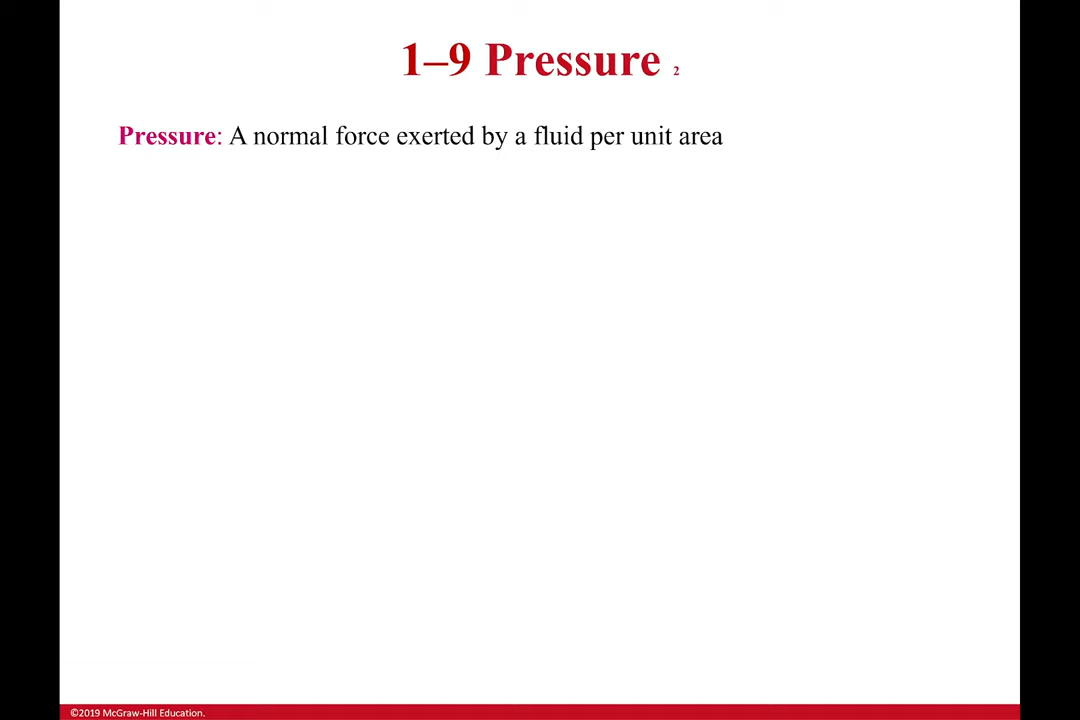 1–9 Pressure 2
Pressure: A normal force exerted by a fluid per unit area
©2019 McGraw-Hill Education.